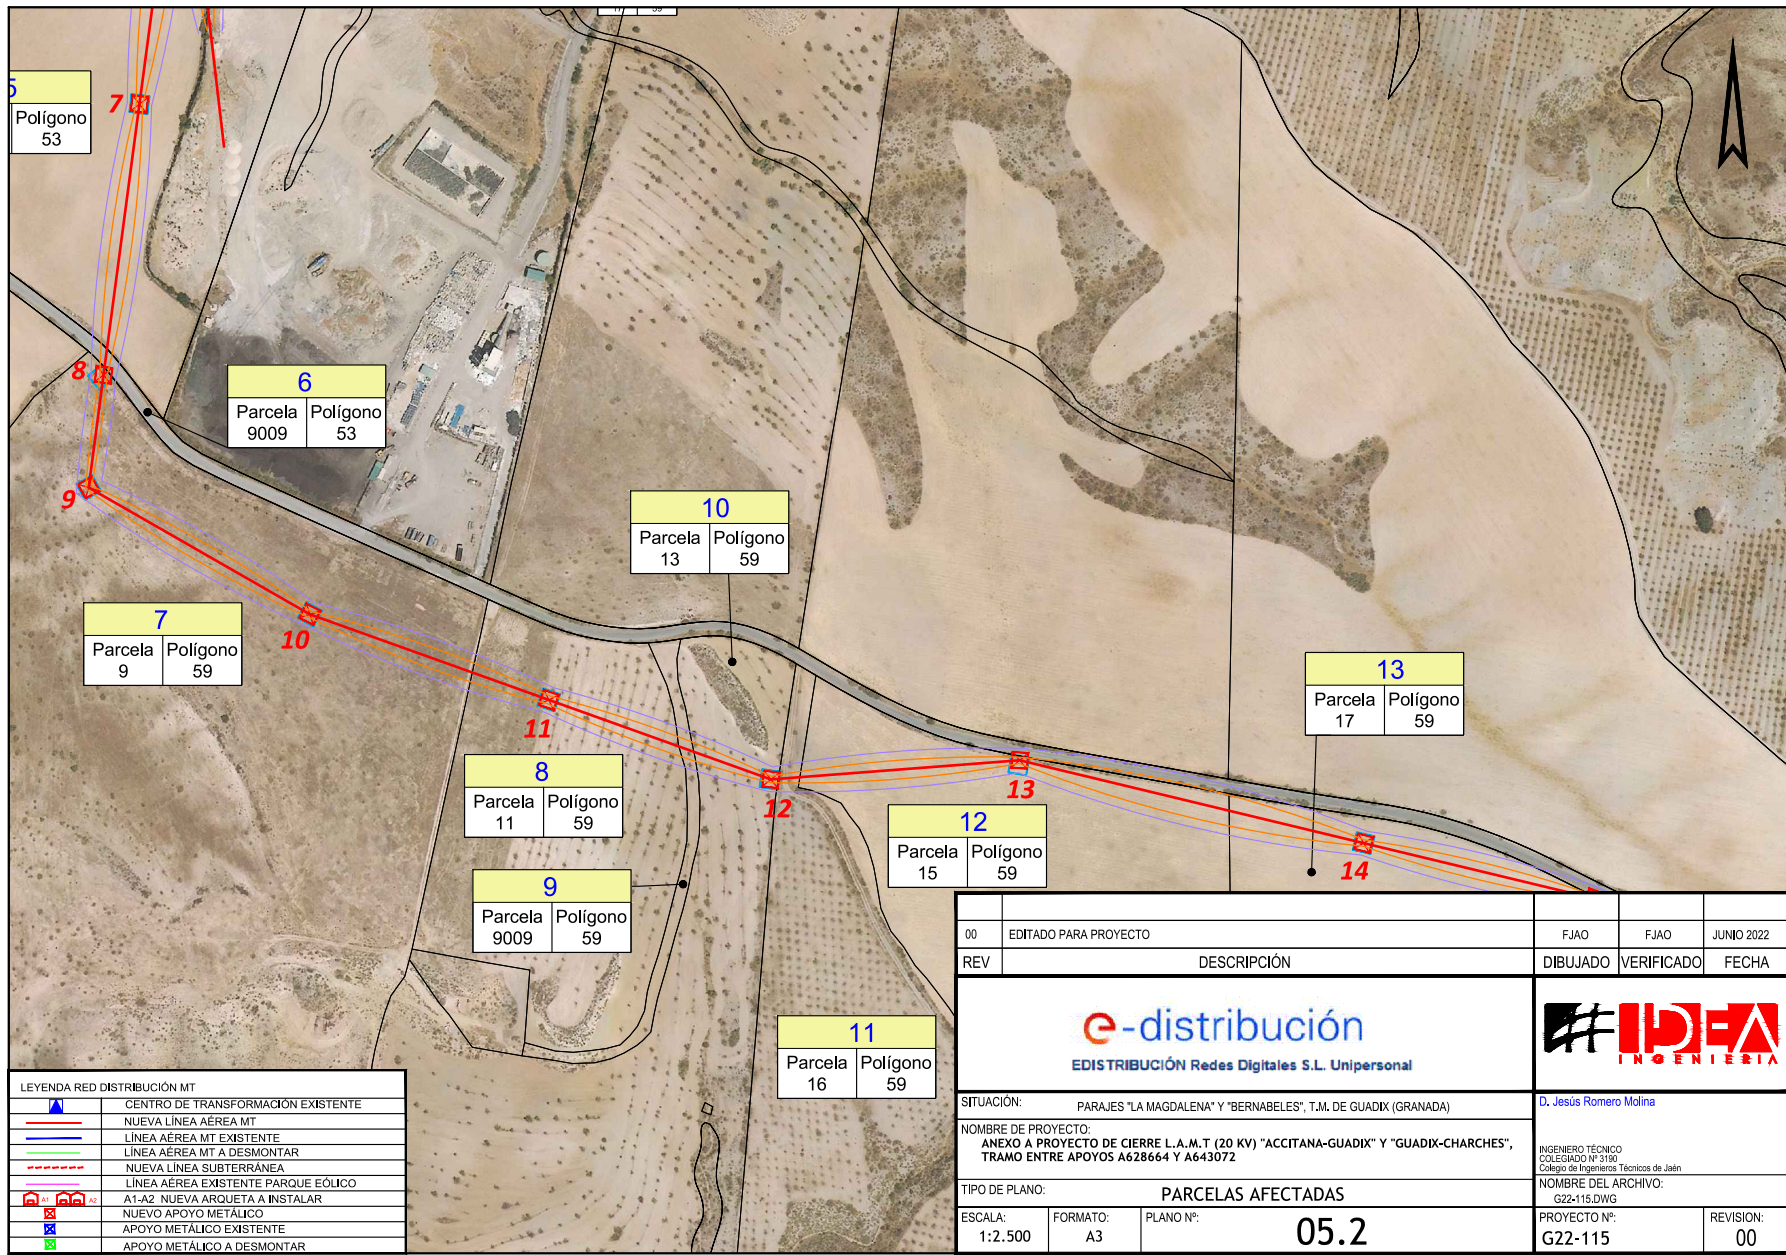 17 59
5
Polígono
53
7
8
6
Parcela Polígono
9009 53
9
10
Parcela Polígono
13 59
7
Parcela Polígono
9 59
10
11
8
Parcela Polígono
11 59
12
13
13
Parcela Polígono
17 59
12
Parcela Polígono
15 59
14
9
Parcela Polígono
9009 59
11
Parcela Polígono
16 59
LEYENDA RED DISTRIBUCIÓN MT
CENTRO DE TRANSFORMACIÓN EXISTENTE
NUEVA LÍNEA AÉREA MT
LÍNEA AÉREA MT EXISTENTE
LÍNEA AÉREA MT A DESMONTAR
NUEVA LÍNEA SUBTERRÁNEA
LÍNEA AÉREA EXISTENTE PARQUE EÓLICO
A1 A2 A1-A2 NUEVA ARQUETA A INSTALAR
NUEVO APOYO METÁLICO
APOYO METÁLICO EXISTENTE
APOYO METÁLICO A DESMONTAR
00 EDITADO PARA PROYECTO FJAO FJAO JUNIO 2022
REV DESCRIPCIÓN DIBUJADO VERIFICADO FECHA
e-distribución
EDISTRIBUCIÓN Redes Digitales S.L. Unipersonal
IDEA
INGENIERIA
SITUACIÓN: PARAJES "LA MAGDALENA" Y "BERNABELES", T.M. DE GUADIX (GRANADA)
NOMBRE DE PROYECTO:
ANEXO A PROYECTO DE CIERRE L.A.M.T (20 KV) "ACCITANA-GUADIX" Y "GUADIX-CHARCHES",
TRAMO ENTRE APOYOS A628664 Y A643072
TIPO DE PLANO: PARCELAS AFECTADAS
ESCALA: FORMATO: PLANO Nº:
1:2.500 A3 05.2
D. Jesús Romero Molina
INGENIERO TÉCNICO
COLEGIADO Nº 3190
Colegio de Ingenieros Técnicos de Jaén
NOMBRE DEL ARCHIVO:
G22-115.DWG
PROYECTO Nº: REVISION:
G22-115 00